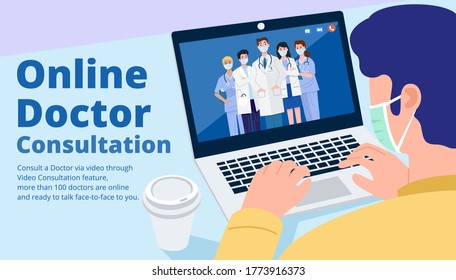 Online
Doctor
Consultation
Consult a Doctor via video through
Video Consultation feature,
more than 100 doctors are online
and ready to talk face-to-face to you.
shutterstock.com · 1773916373